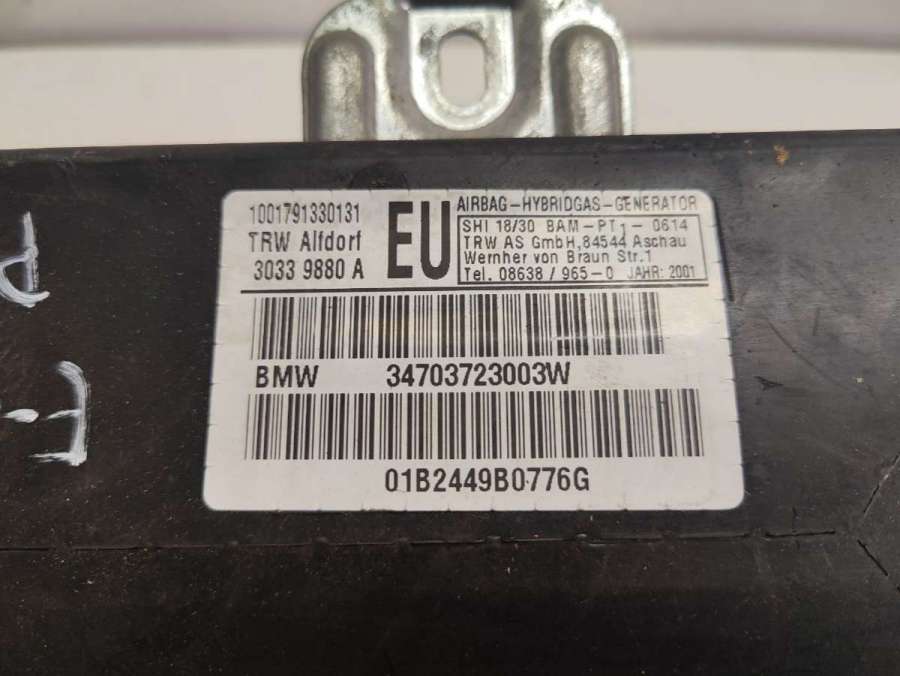 1001791330131
TRW Alfdorf
3033 9880 A
EU
AIRBAG-HYBRIDGAS-GENERATOR
SHI 18/30 BAM-PT1-0614
TRW AS GmbH,84544 Aschau
Wernher von Braun Str.1
Tel. 08638/965-0 JAHR: 2001
BMW 34703723003W
01B2449B0776G